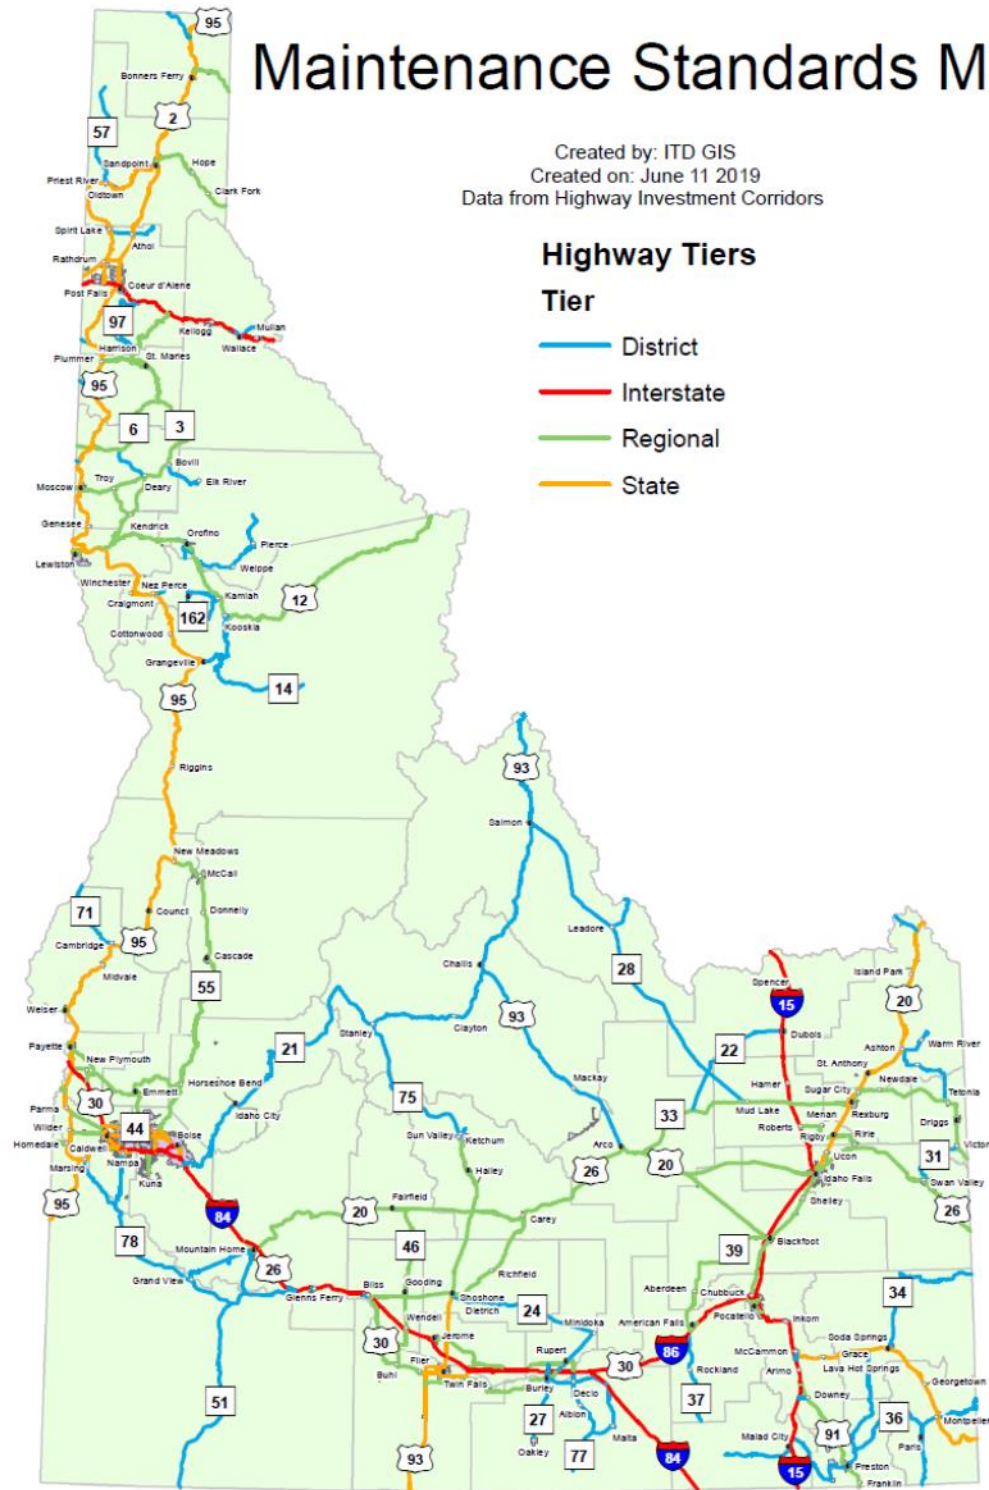 Maintenance Standards M
Created by: ITD GIS
Created on: June 11 2019
Data from Highway Investment Corridors
Highway Tiers
Tier
District
Interstate
Regional
State
95
Bonners Ferry
2
57
Sandpoint
Hope
Priest River
Oldtown
Clark Fork
Spirit Lake
Athol
Rathdrum
Post Falls
Coeur d'Alene
97
Kellogg
Mullan
Wallace
Harrison
Plummer
St. Maries
95
6
3
Bovill
Moscow
Troy
Deary
Elk River
Genesee
Kendrick
Orofino
Pierce
Lewiston
Weippe
Winchester
Nez Perce
Craigmont
Kamiah
12
162
Kooskia
Cottonwood
Grangeville
14
95
Riggins
93
Salmon
New Meadows
McCall
71
Council
Donnelly
Leadore
Cambridge
95
Cascade
Challis
28
Midvale
Spencer
Island Park
55
15
20
Weiser
93
Clayton
Stanley
Dubois
Payette
21
22
Ashton
Warm River
New Plymouth
St. Anthony
Horseshoe Bend
Mackay
Hamer
Sugar City
Newdale
Emmett
75
Tetonia
30
Idaho City
33
Mud Lake
Menan
Rexburg
Parma
44
Driggs
Wilder
Boise
Sun Valley
Ketchum
Roberts
Rigby
Ririe
Homedale
Caldwell
Arco
Victor
Marsing
Nampa
26
20
Ucon
31
Kuna
Hailey
Idaho Falls
Swan Valley
95
Fairfield
Shelley
84
20
Carey
26
78
46
39
Blackfoot
Mountain Home
26
Grand View
Richfield
Aberdeen
Chubbuck
34
Glenns Ferry
Bliss
Gooding
Shoshone
Dietrich
24
Pocatello
Wendell
Minidoka
American Falls
Inkom
30
Jerome
86
Soda Springs
Rupert
30
McCammon
Grace
Filer
Arimo
Lava Hot Springs
Buhl
Twin Falls
Burley
Declo
Rockland
Georgetown
51
Albion
37
Downey
27
36
Montpelier
Malta
Malad City
91
Paris
Oakley
77
93
84
15
Preston
Franklin